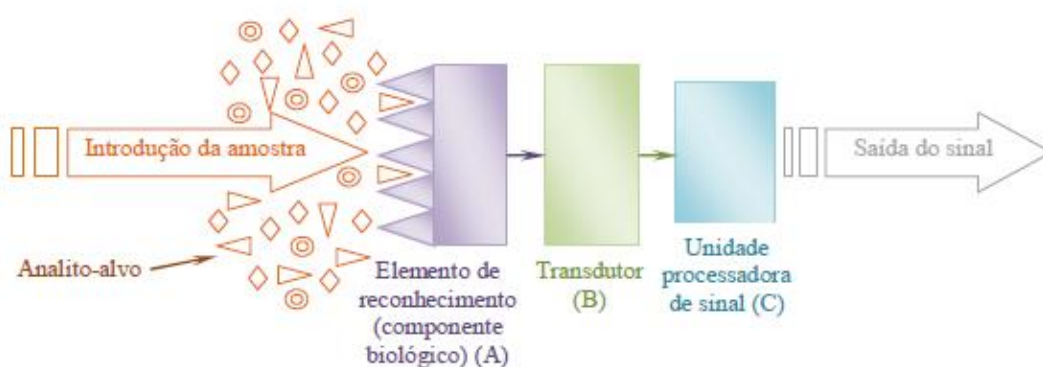 Introdução da amostra
Saída do sinal
Analito-alvo
Elemento de
reconhecimento
(componente
biológico) (A)
Transdutor
(B)
Unidade
processadora
de sinal (C)